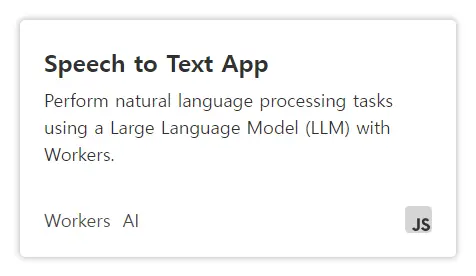 Speech to Text App
Perform natural language processing tasks
using a Large Language Model (LLM) with
Workers.
Workers AI
JS